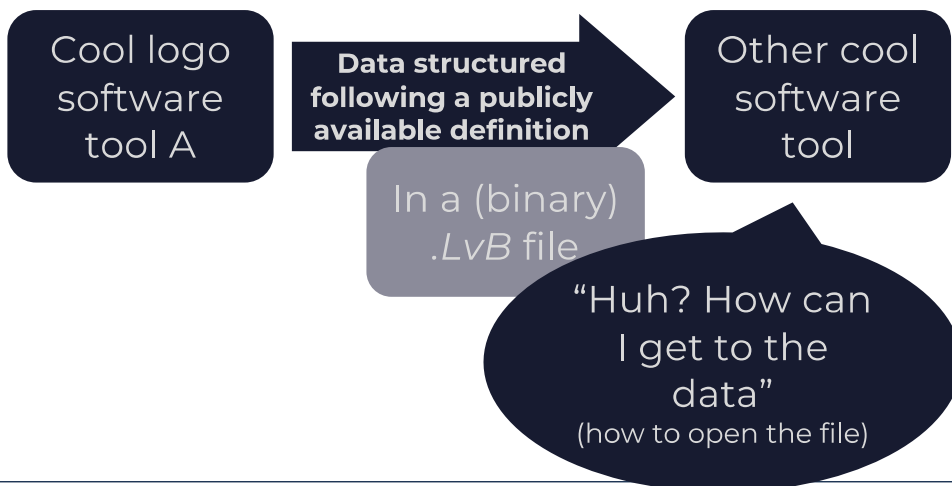 Cool logo
software
tool A
Data structured
following a publicly
available definition
Other cool
software
tool
In a (binary)
.LvB file
“Huh? How can
I get to the
data”
(how to open the file)